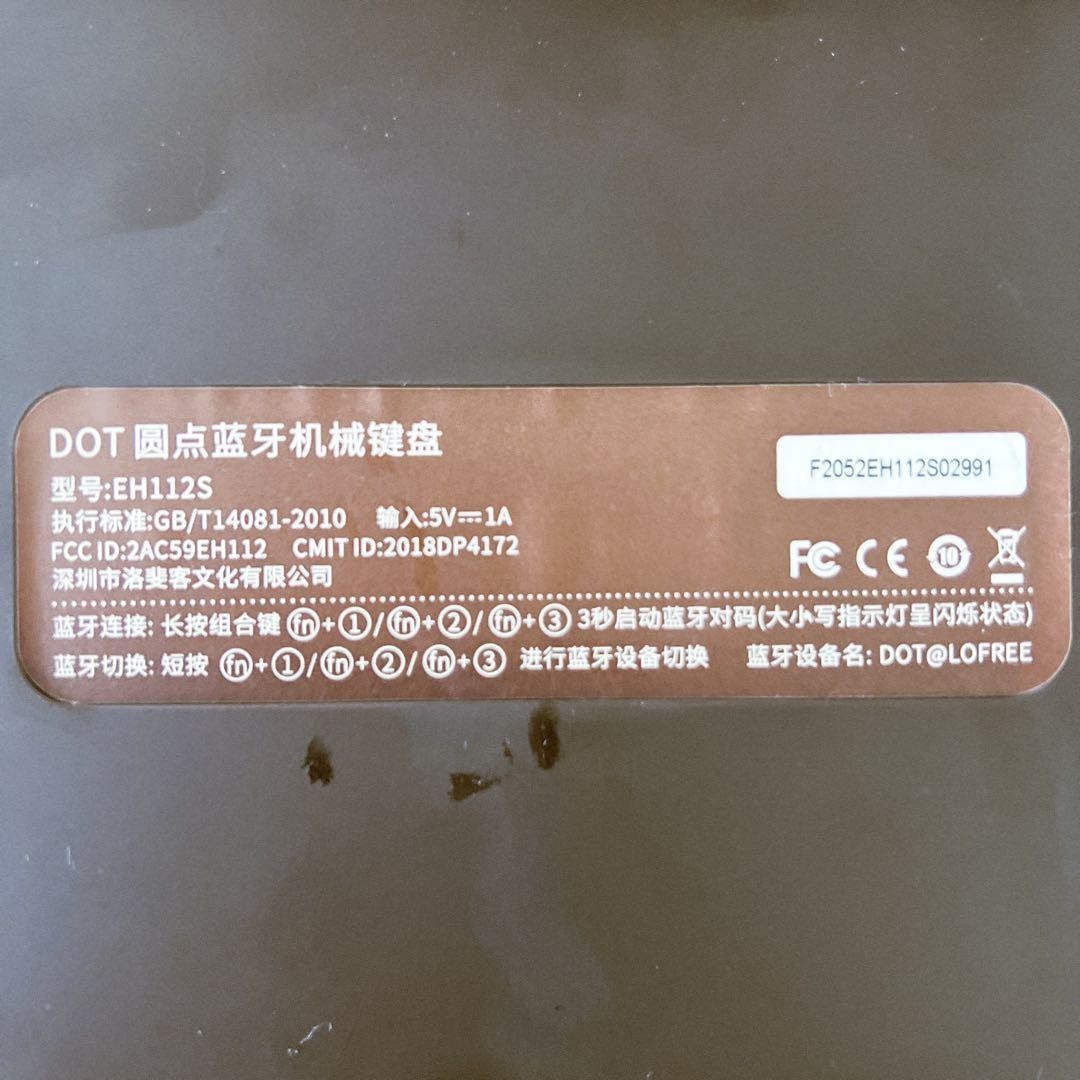 DOT 圆点蓝牙机械键盘
F2052EH112S02991
型号:EH112S
执行标准:GB/T14081-2010 输入:5V⎓1A
FCC ID:2AC59EH112 CMIT ID:2018DP4172
深圳市洛斐客文化有限公司
FC CE 10
蓝牙连接: 长按组合键 fn+①/fn+②/fn+③ 3秒启动蓝牙对码(大小写指示灯呈闪烁状态)
蓝牙切换: 短按 fn+①/fn+②/fn+③ 进行蓝牙设备切换 蓝牙设备名: DOT@LOFREE